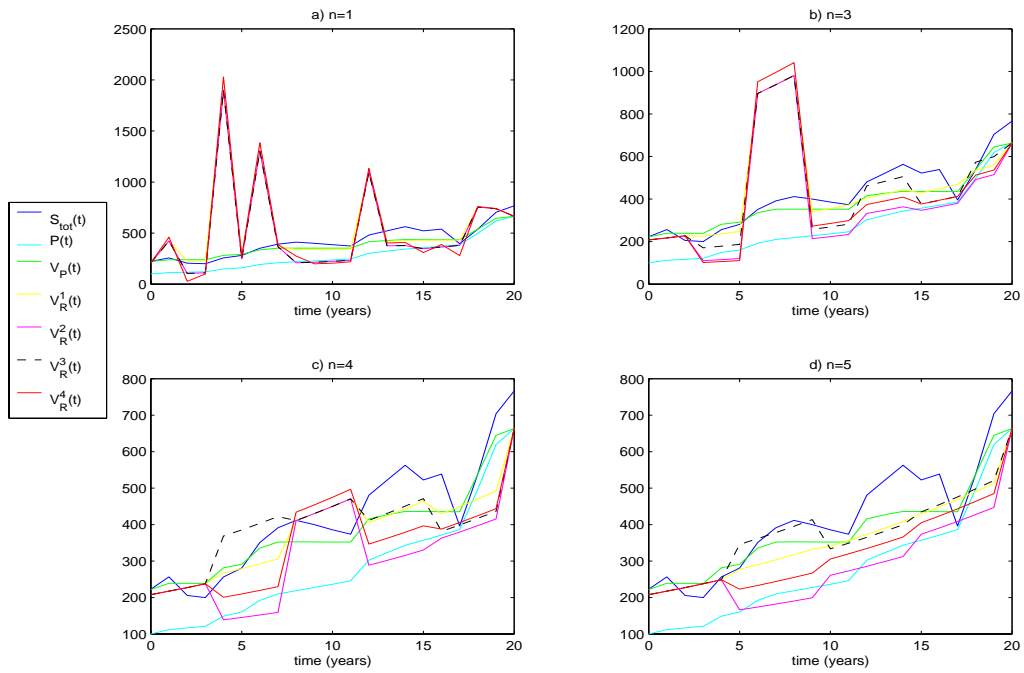 a) n=1
2500
2000
1500
1000
500
0
0 5 10 15 20
time (years)
b) n=3
1200
1000
800
600
400
200
0
0 5 10 15 20
time (years)
S_tot(t)
P(t)
V_P(t)
V_R^1(t)
V_R^2(t)
V_R^3(t)
V_R^4(t)
c) n=4
800
700
600
500
400
300
200
100
0 5 10 15 20
time (years)
d) n=5
800
700
600
500
400
300
200
100
0 5 10 15 20
time (years)